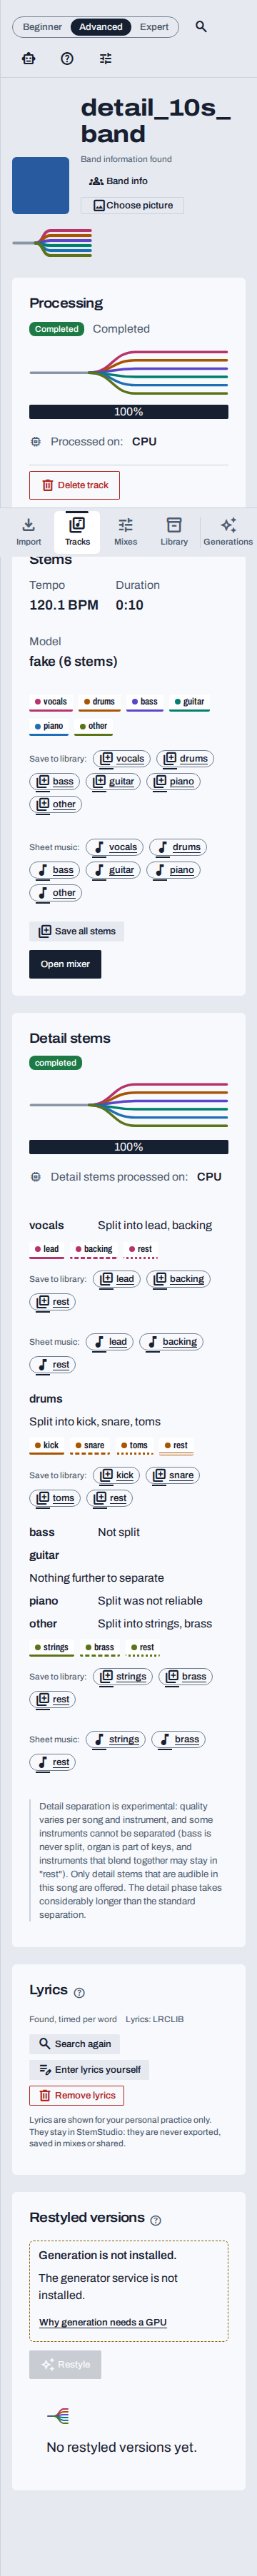 Beginner Advanced Expert
detail_10s_
band
Band information found
Band info
Choose picture
Processing
Completed Completed
100%
Processed on: CPU
Delete track
Import Tracks Mixes Library Generations
Stems
Tempo Duration
120.1 BPM 0:10
Model
fake (6 stems)
vocals drums bass guitar
piano other
Save to library: vocals drums
bass guitar piano
other
Sheet music: vocals drums
bass guitar piano
other
Save all stems
Open mixer
Detail stems
completed
100%
Detail stems processed on: CPU
vocals Split into lead, backing
lead backing rest
Save to library: lead backing
rest
Sheet music: lead backing
rest
drums
Split into kick, snare, toms
kick snare toms rest
Save to library: kick snare
toms rest
bass Not split
guitar
Nothing further to separate
piano Split was not reliable
other Split into strings, brass
strings brass rest
Save to library: strings brass
rest
Sheet music: strings brass
rest
Detail separation is experimental: quality
varies per song and instrument, and some
instruments cannot be separated (bass is
never split, organ is part of keys, and
instruments that blend together may stay in
"rest"). Only detail stems that are audible in
this song are offered. The detail phase takes
considerably longer than the standard
separation.
Lyrics
Found, timed per word Lyrics: LRCLIB
Search again
Enter lyrics yourself
Remove lyrics
Lyrics are shown for your personal practice only.
They stay in StemStudio: they are never exported,
saved in mixes or shared.
Restyled versions
Generation is not installed.
The generator service is not
installed.
Why generation needs a GPU
Restyle
No restyled versions yet.